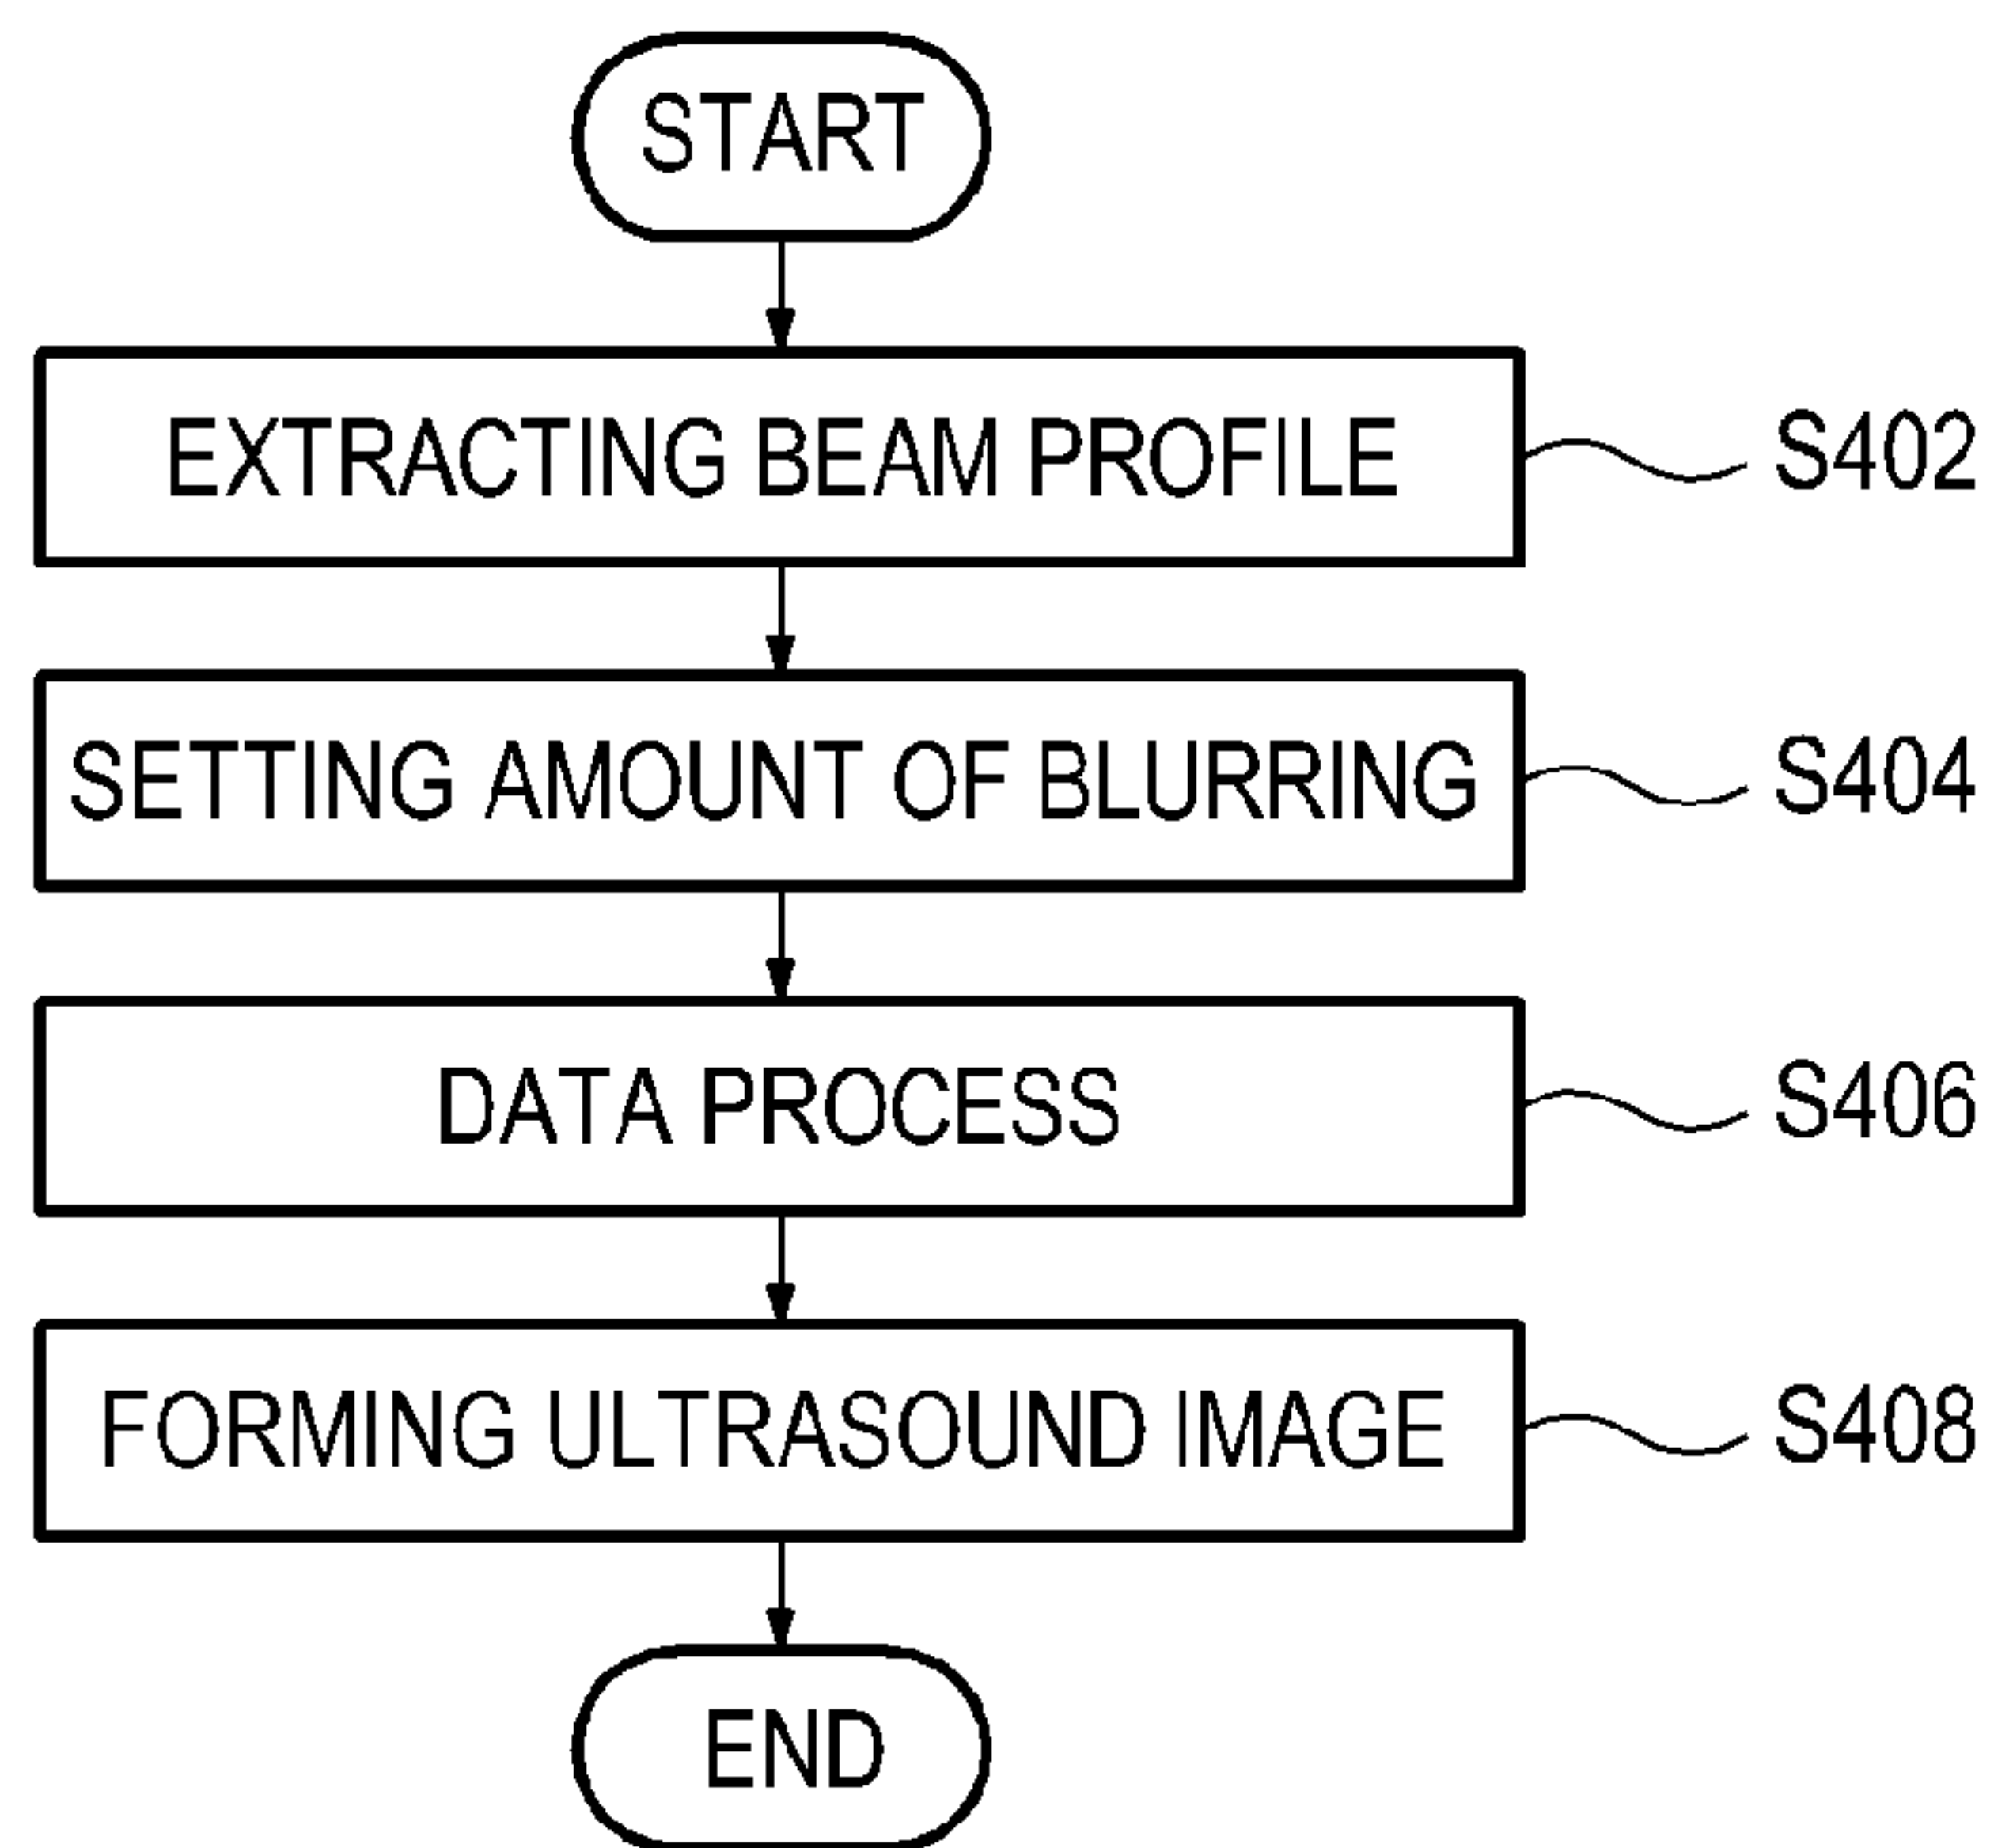 START
EXTRACTING BEAM PROFILE
S402
SETTING AMOUNT OF BLURRING
S404
DATA PROCESS
S406
FORMING ULTRASOUND IMAGE
S408
END